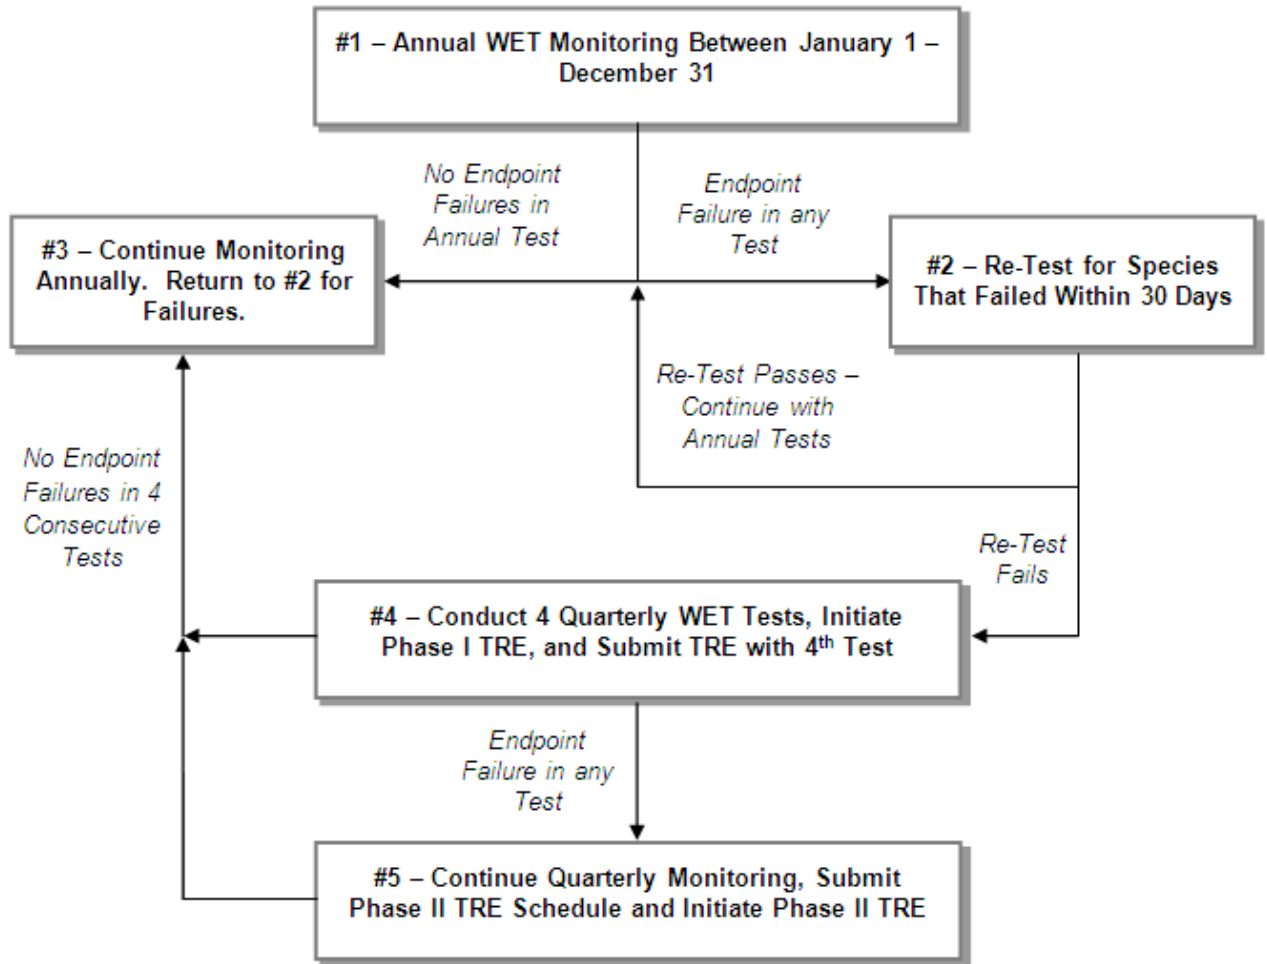 #1 – Annual WET Monitoring Between January 1 –
December 31
No Endpoint
Failures in
Annual Test
Endpoint
Failure in any
Test
#3 – Continue Monitoring
Annually.  Return to #2 for
Failures.
#2 – Re-Test for Species
That Failed Within 30 Days
Re-Test Passes –
Continue with
Annual Tests
No Endpoint
Failures in 4
Consecutive
Tests
Re-Test
Fails
#4 – Conduct 4 Quarterly WET Tests, Initiate
Phase I TRE, and Submit TRE with 4th Test
Endpoint
Failure in any
Test
#5 – Continue Quarterly Monitoring, Submit
Phase II TRE Schedule and Initiate Phase II TRE